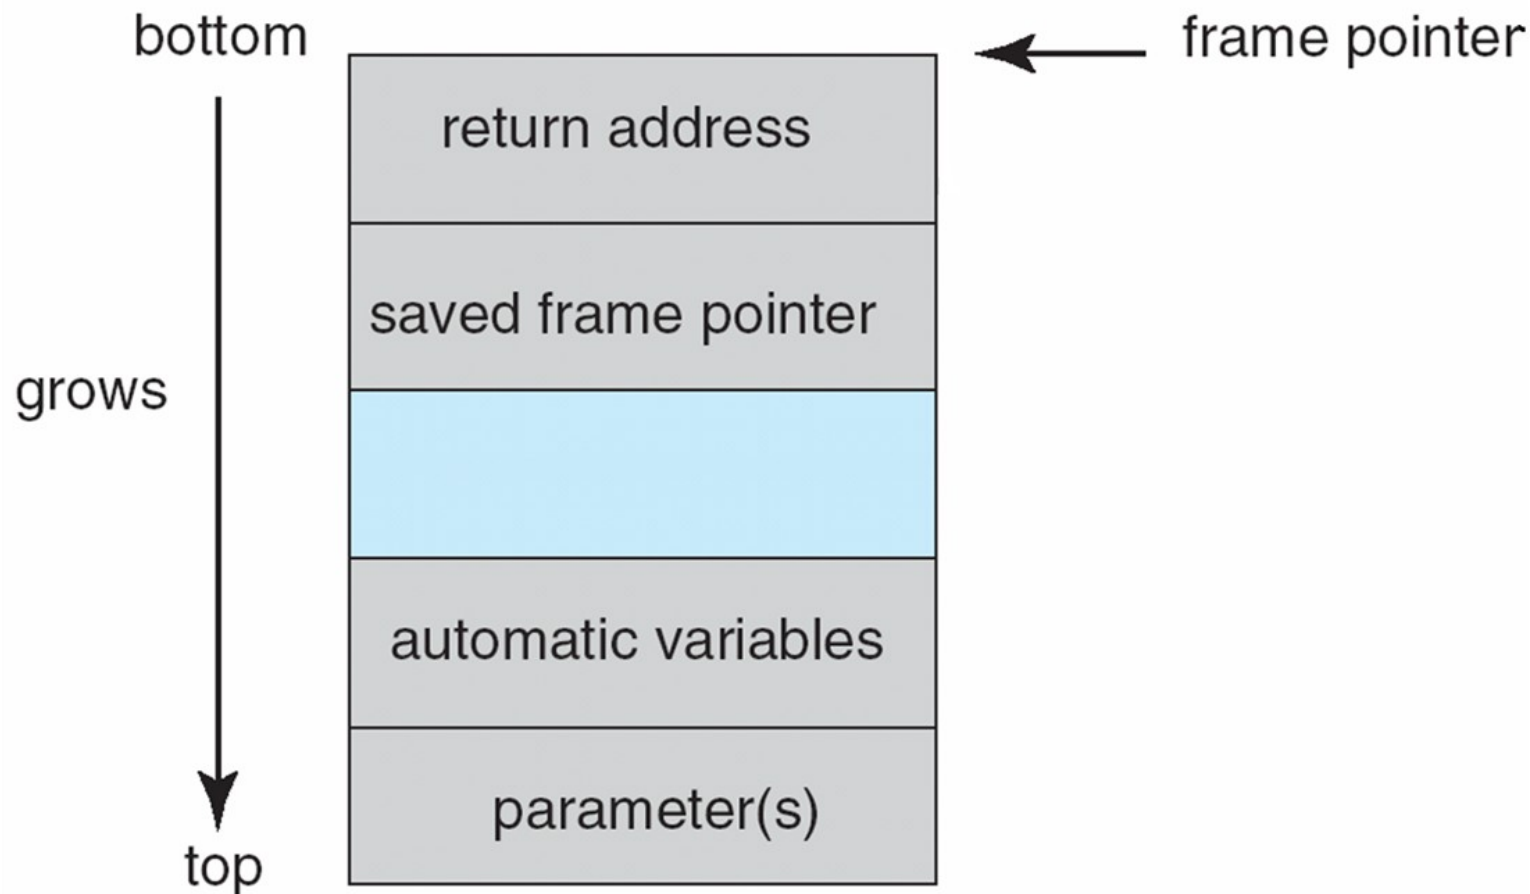 bottom
frame pointer
return address
saved frame pointer
grows
automatic variables
parameter(s)
top